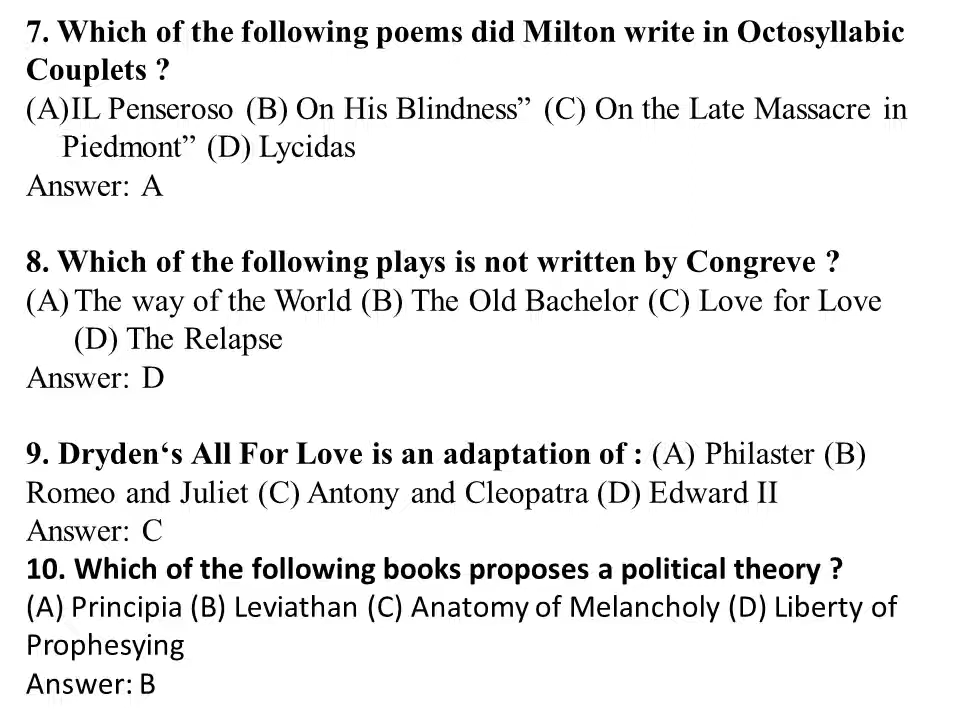 7. Which of the following poems did Milton write in Octosyllabic
Couplets ?
(A)IL Penseroso (B) On His Blindness” (C) On the Late Massacre in
Piedmont” (D) Lycidas
Answer: A
8. Which of the following plays is not written by Congreve ?
(A) The way of the World (B) The Old Bachelor (C) Love for Love
(D) The Relapse
Answer: D
9. Dryden‘s All For Love is an adaptation of : (A) Philaster (B)
Romeo and Juliet (C) Antony and Cleopatra (D) Edward II
Answer: C
10. Which of the following books proposes a political theory ?
(A) Principia (B) Leviathan (C) Anatomy of Melancholy (D) Liberty of
Prophesying
Answer: B